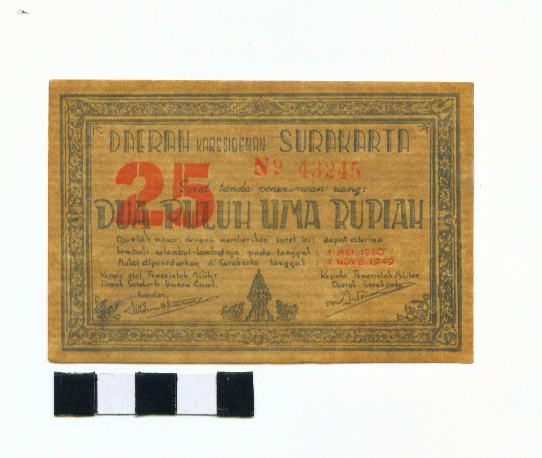 DAERAH KARESIDENAN SURAKARTA
25
Nº 43245
Surat tanda penerimaan uang:
DUA PULUH LIMA RUPIAH
Djumlah mana, dengan memberikan surat ini, dapat diterima
kembali selambat-lambatnja pada tanggal : 1 MEI 1950
Mulai diperedarkan di Surakarta tanggal : 1 NOVB. 1949
Kepala staf Pemerintah Militer
Daerah Surakarta Urusan Civiel.
Kepala Pemerintah Militer
Daerah Surakarta